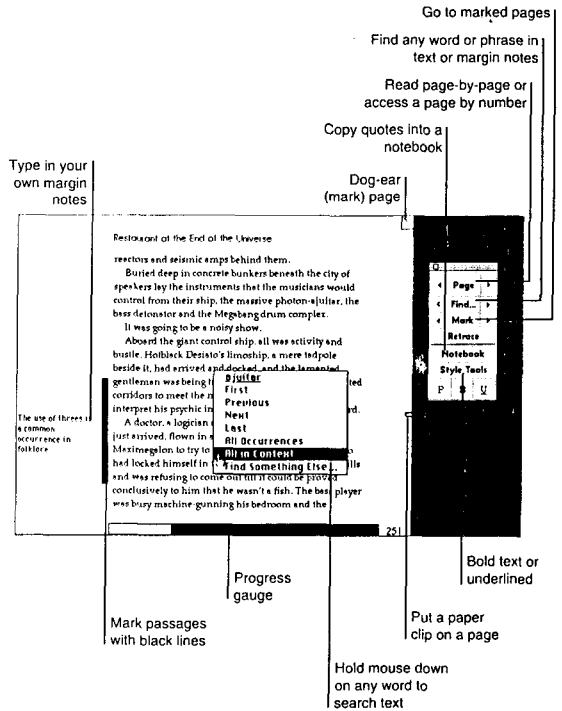 Go to marked pages
Find any word or phrase in
text or margin notes
Read page-by-page or
access a page by number
Copy quotes into a
notebook
Type in your
own margin
notes
Dog-ear
(mark) page
Restaurant at the End of the Universe
reactors and seismic amps behind them.
Buried deep in concrete bunkers beneath the city of
speakers lay the instruments that the musicians would
control from their ship, the massive photon-ajuitar, the
bass detonator and the Megabang drum complex.
It was going to be a noisy show.
Aboard the giant control ship, all was activity and
bustle. Hotblack Desiato's limoship, a mere tadpole
beside it, had arrived and docked, and the lamented
gentleman was being
corridors to meet the
interpret his psychic
A doctor, a logician
just arrived, flown in
Maximegalon to try to
had locked himself in
and was refusing to come out till it could be proved
conclusively to him that he wasn't a fish. The bass player
was busy machine-gunning his bedroom and the
251
ajuitar
First
Previous
Next
Last
All Occurrences
All in Context
Find Something Else...
The use of threes is
a common
occurrence in
folklore
Page
Find...
Mark
Retrace
Notebook
Style Tools
P B U
Progress
gauge
Bold text or
underlined
Mark passages
with black lines
Put a paper
clip on a page
Hold mouse down
on any word to
search text